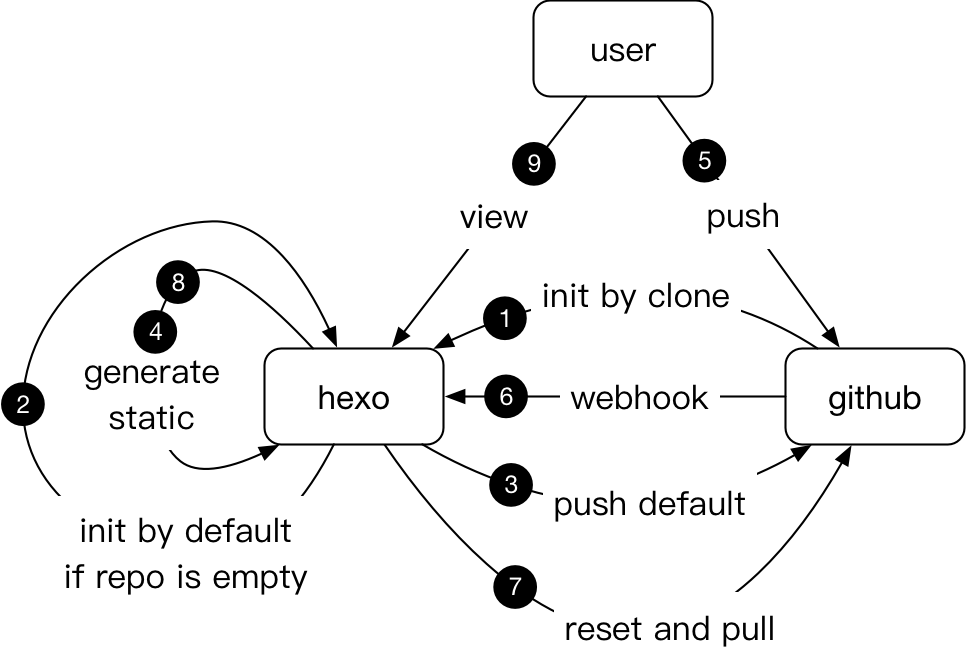 user
9
5
view
push
8
init by clone
1
4
generate
static
2
hexo
6
webhook
github
3
push default
init by default
if repo is empty
7
reset and pull